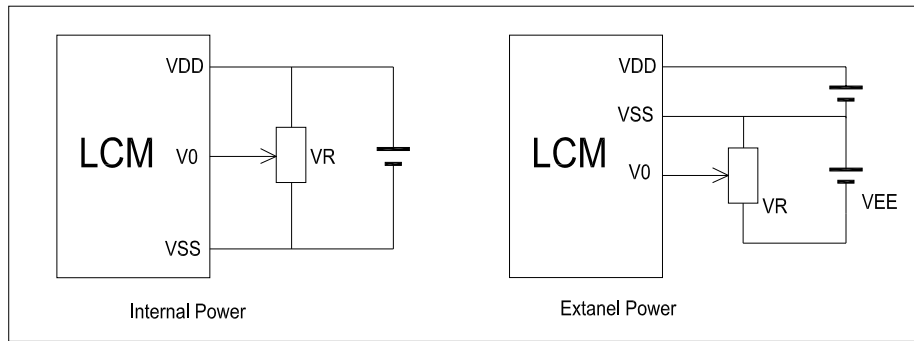 VDD
LCM
V0
VR
VSS
Internal Power
VDD
VSS
LCM
V0
VR
VEE
Extanel Power